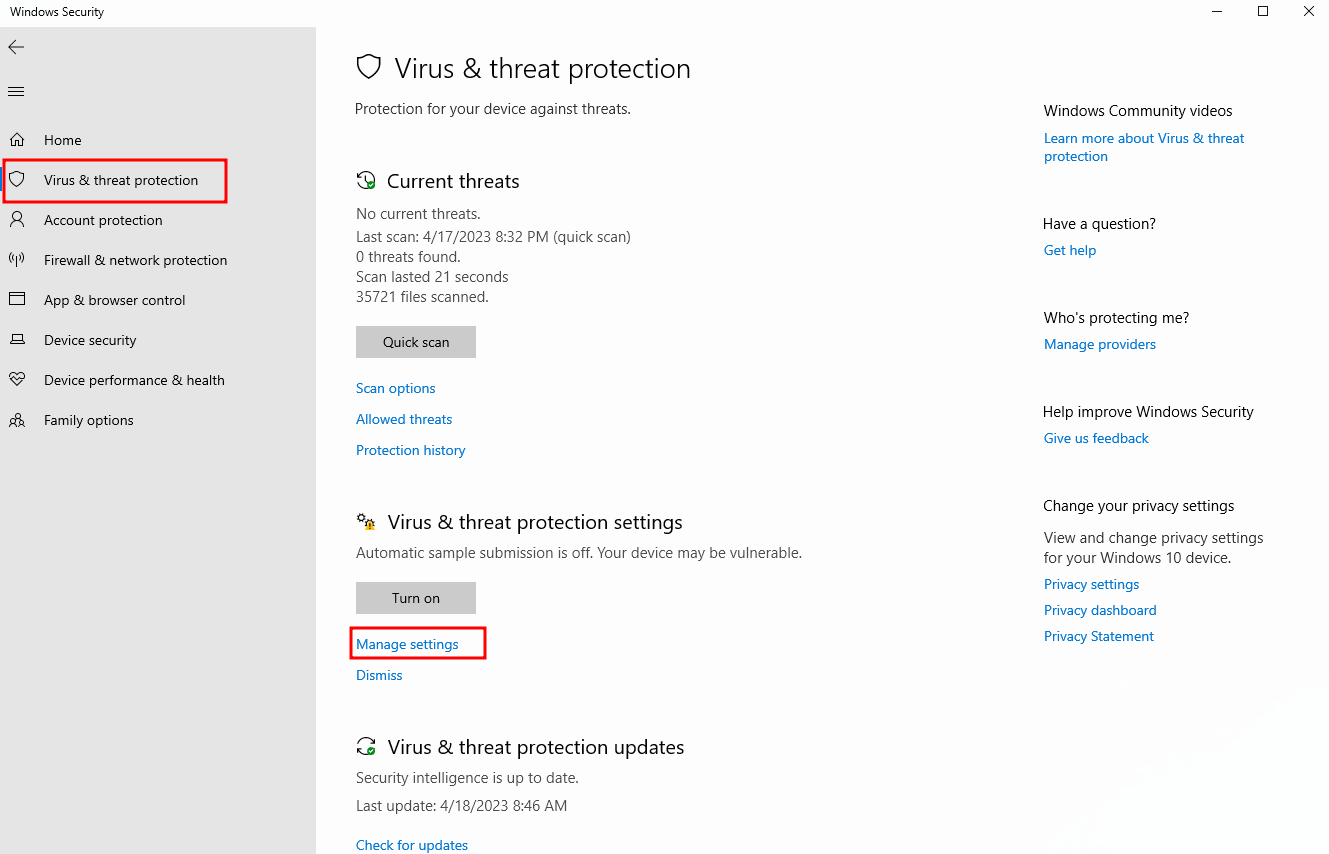 Windows Security
Home
Virus & threat protection
Account protection
Firewall & network protection
App & browser control
Device security
Device performance & health
Family options
Virus & threat protection
Protection for your device against threats.
Current threats
No current threats.
Last scan: 4/17/2023 8:32 PM (quick scan)
0 threats found.
Scan lasted 21 seconds
35721 files scanned.
Quick scan
Scan options
Allowed threats
Protection history
Virus & threat protection settings
Automatic sample submission is off. Your device may be vulnerable.
Turn on
Manage settings
Dismiss
Virus & threat protection updates
Security intelligence is up to date.
Last update: 4/18/2023 8:46 AM
Check for updates
Windows Community videos
Learn more about Virus & threat
protection
Have a question?
Get help
Who's protecting me?
Manage providers
Help improve Windows Security
Give us feedback
Change your privacy settings
View and change privacy settings
for your Windows 10 device.
Privacy settings
Privacy dashboard
Privacy Statement